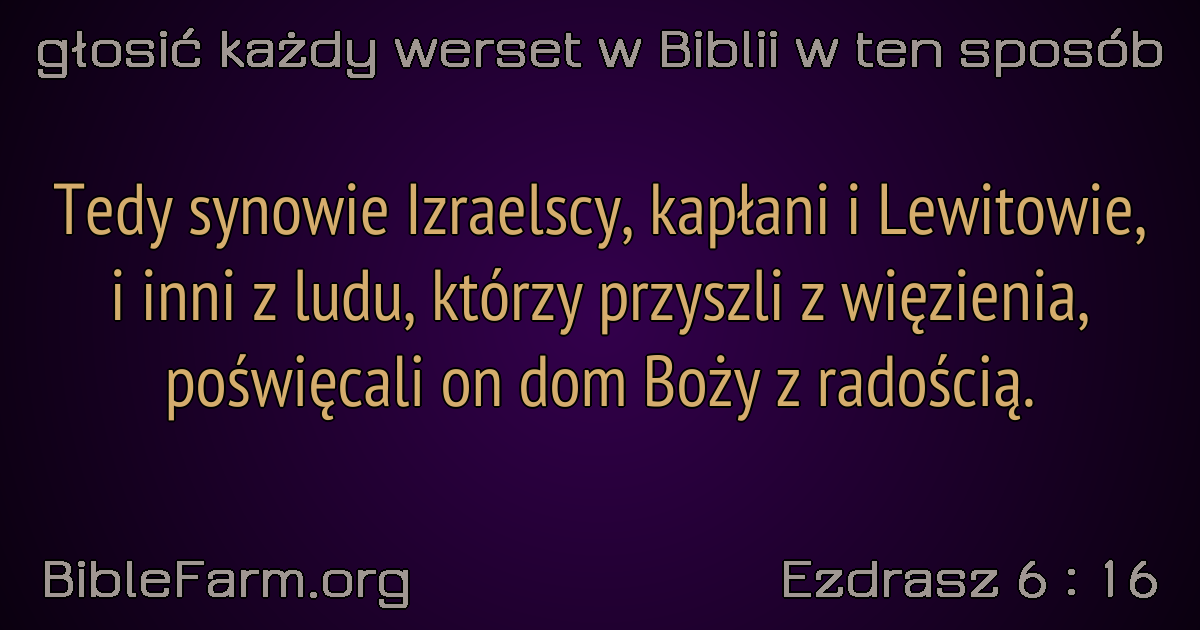 głosić każdy werset w Biblii w ten sposób
Tedy synowie Izraelscy, kapłani i Lewitowie,
i inni z ludu, którzy przyszli z więzienia,
poświęcali on dom Boży z radością.
BibleFarm.org
Ezdrasz 6 : 16